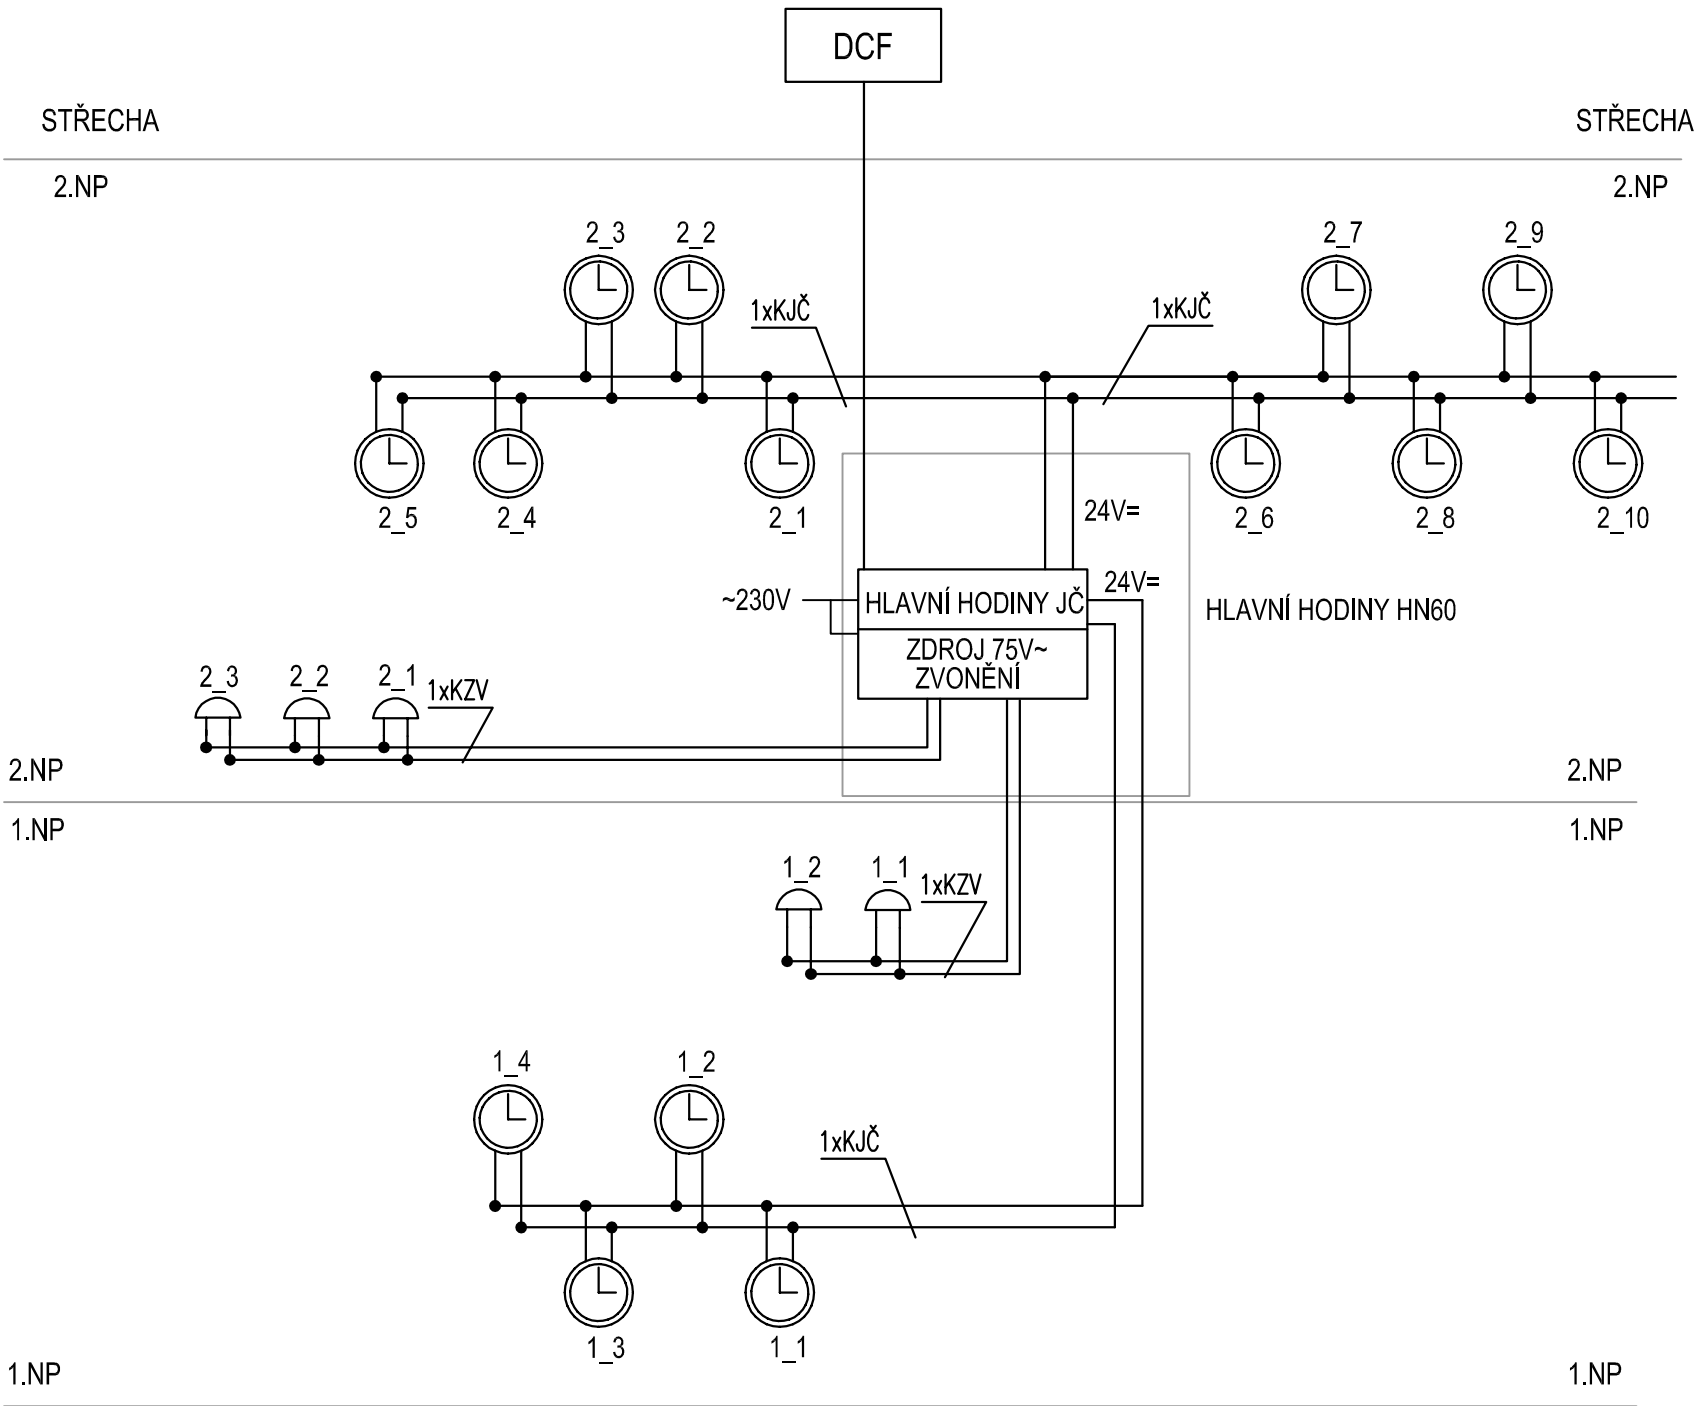 DCF
STŘECHA
STŘECHA
2.NP
2.NP
2_3
2_2
2_7
2_9
1xKJČ
1xKJČ
2_5
2_4
2_1
24V=
2_6
2_8
2_10
24V=
~230V
HLAVNÍ HODINY JČ
HLAVNÍ HODINY HN60
ZDROJ 75V~
ZVONĚNÍ
2_3
2_2
2_1
1xKZV
2.NP
2.NP
1.NP
1.NP
1_2
1_1
1xKZV
1_4
1_2
1xKJČ
1_3
1_1
1.NP
1.NP